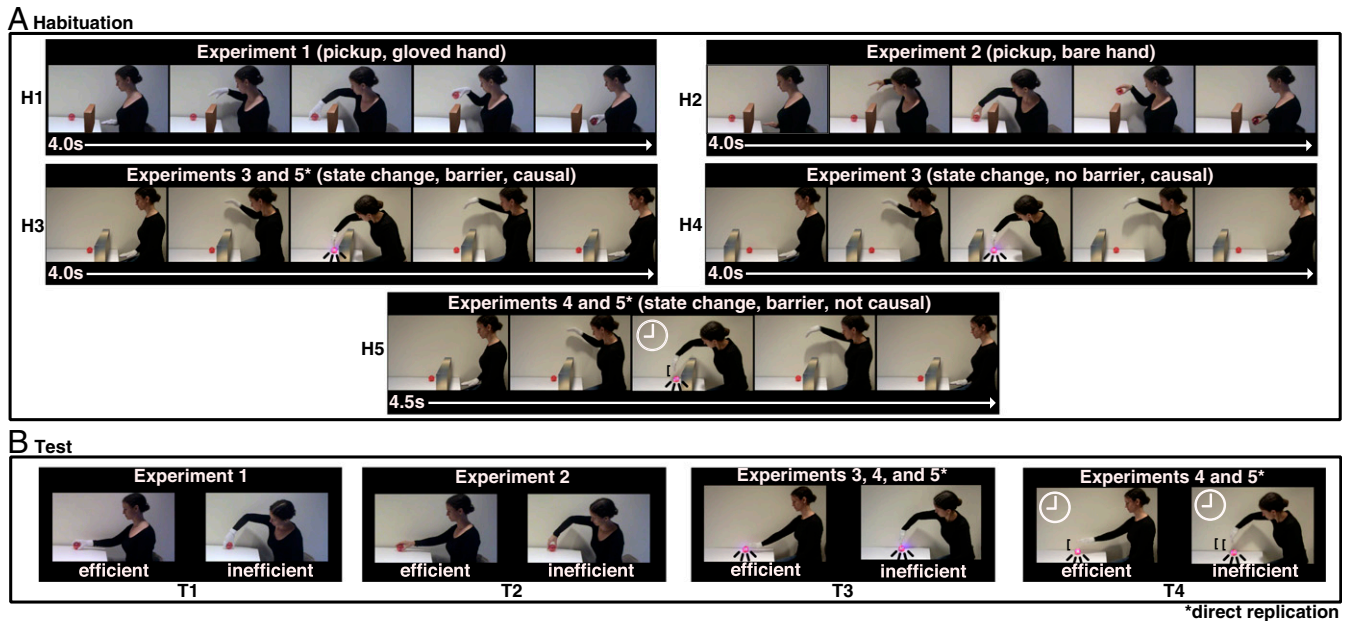 A Habituation
Experiment 1 (pickup, gloved hand)
H1
4.0s
Experiment 2 (pickup, bare hand)
H2
4.0s
Experiments 3 and 5* (state change, barrier, causal)
H3
4.0s
Experiment 3 (state change, no barrier, causal)
H4
4.0s
Experiments 4 and 5* (state change, barrier, not causal)
H5
[
4.5s
B Test
Experiment 1
efficient
inefficient
T1
Experiment 2
efficient
inefficient
T2
Experiments 3, 4, and 5*
efficient
inefficient
T3
Experiments 4 and 5*
[
[[
efficient
inefficient
T4
*direct replication